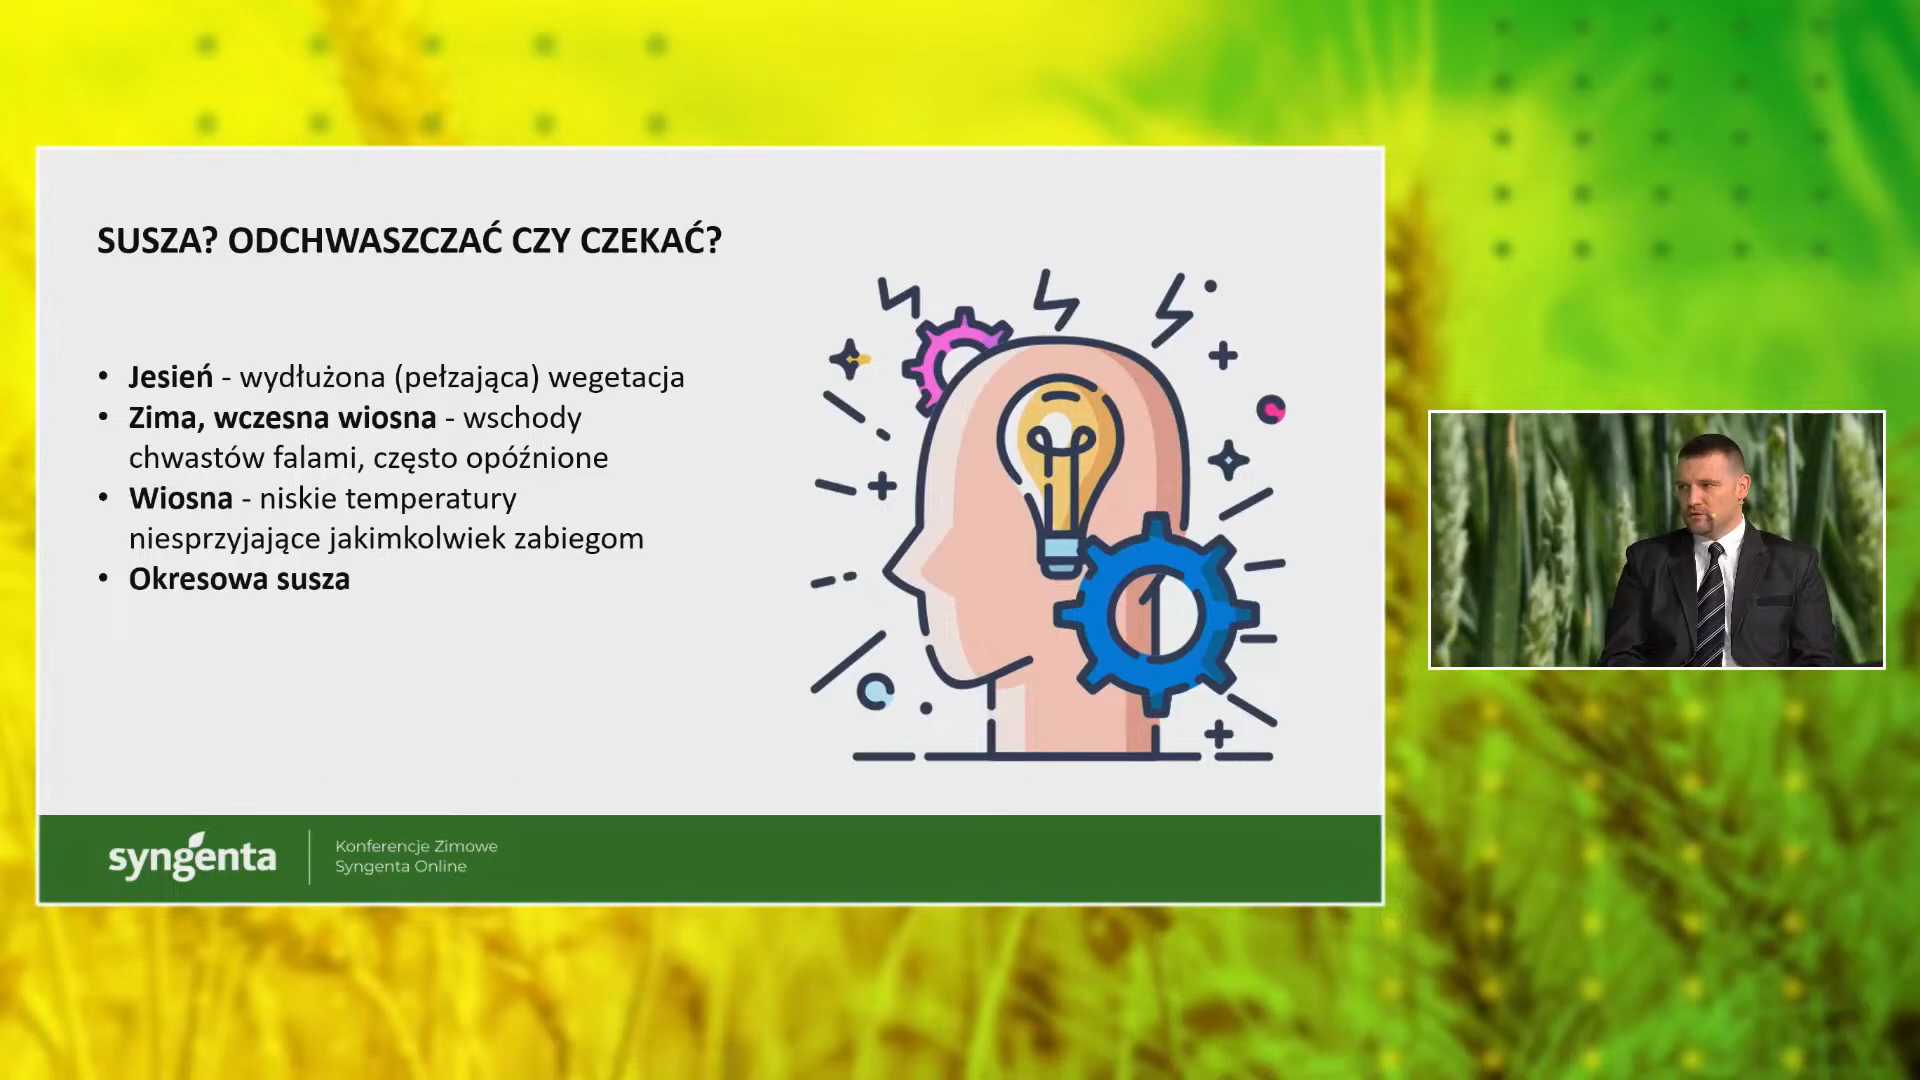 SUSZA? ODCHWASZCZAĆ CZY CZEKAĆ?
• Jesień - wydłużona (pełzająca) wegetacja
• Zima, wczesna wiosna - wschody
chwastów falami, często opóźnione
• Wiosna - niskie temperatury
niesprzyjające jakimkolwiek zabiegom
• Okresowa susza
syngenta
Konferencje Zimowe
Syngenta Online